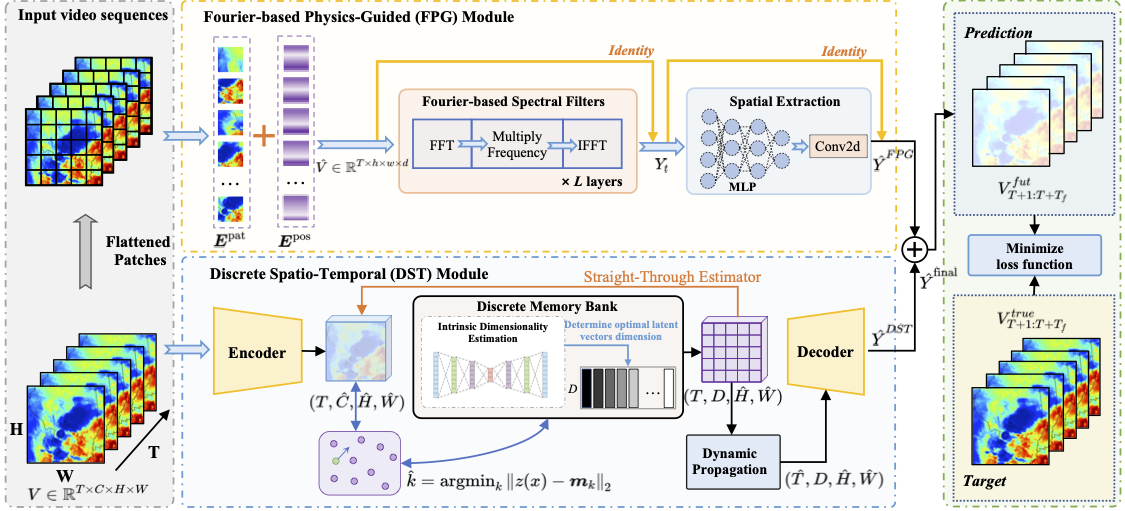 Input video sequences
Flattened
Patches
H
W
T
$V \in \mathbb{R}^{T \times C \times H \times W}$
Fourier-based Physics-Guided (FPG) Module
Identity
Identity
...
...
$\boldsymbol{E}^{\text{pat}}$
+
$\boldsymbol{E}^{\text{pos}}$
$\hat{V} \in \mathbb{R}^{T \times h \times w \times d}$
Fourier-based Spectral Filters
FFT
Multiply
Frequency
IFFT
× L layers
$Y_t$
Spatial Extraction
MLP
Conv2d
$\hat{Y}^{FPG}$
Discrete Spatio-Temporal (DST) Module
Straight-Through Estimator
Encoder
$(T, \hat{C}, \hat{H}, \hat{W})$
Discrete Memory Bank
Intrinsic Dimensionality
Estimation
Determine optimal latent
vectors dimension
D
...
$(T, D, \hat{H}, \hat{W})$
Decoder
Dynamic
Propagation
$(\hat{T}, D, \hat{H}, \hat{W})$
$\hat{k} = \text{argmin}_k \left\| z(x) - \boldsymbol{m}_k \right\|_2$
$\hat{Y}^{DST}$
+
$\hat{Y}^{\text{final}}$
Prediction
$V^{fut}_{T+1:T+T_f}$
Minimize
loss function
$V^{true}_{T+1:T+T_f}$
Target